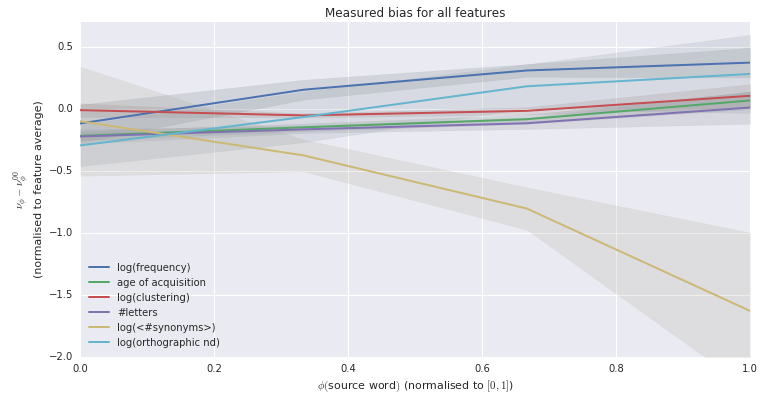 Measured bias for all features
0.5
0.0
−0.5
−1.0
−1.5
−2.0
ν_φ − ν_φ^00
(normalised to feature average)
log(frequency)
age of acquisition
log(clustering)
#letters
log(<#synonyms>)
log(orthographic nd)
0.0 0.2 0.4 0.6 0.8 1.0
φ(source word) (normalised to [0, 1])